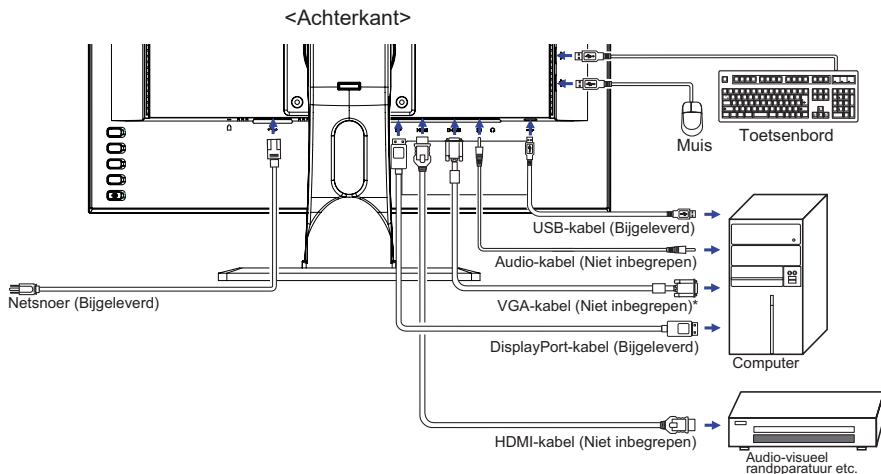 <Achterkant>
Toetsenbord
Muis
USB-kabel (Bijgeleverd)
Audio-kabel (Niet inbegrepen)
Netsnoer (Bijgeleverd)
VGA-kabel (Niet inbegrepen)*
DisplayPort-kabel (Bijgeleverd)
Computer
HDMI-kabel (Niet inbegrepen)
Audio-visueel
randpparatuur etc.